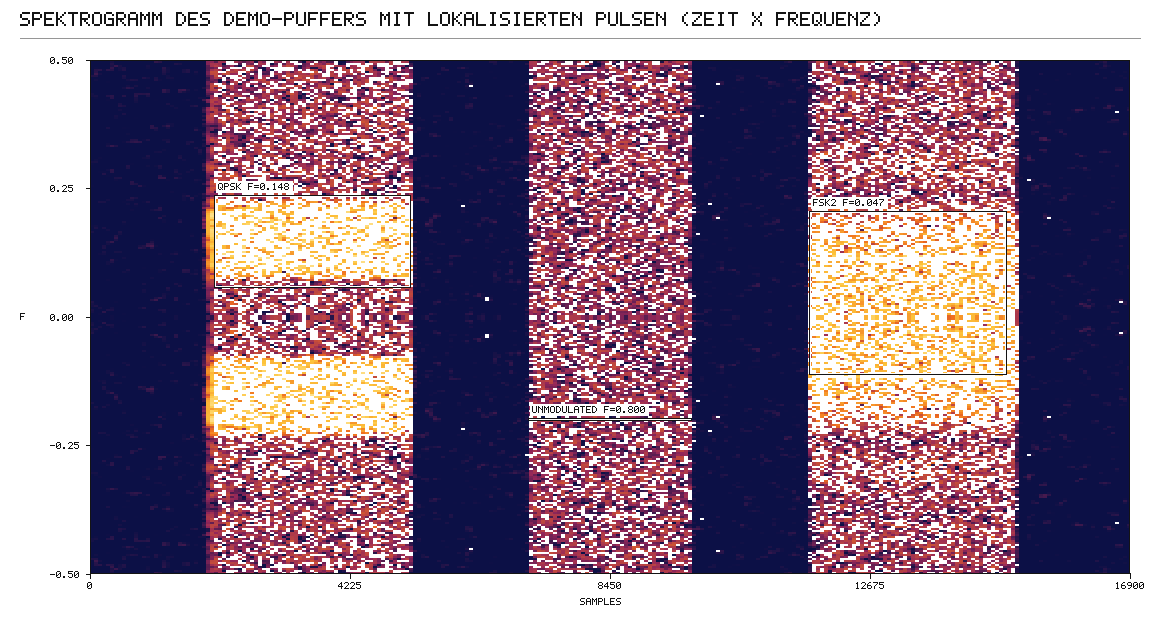 SPEKTROGRAMM DES DEMO-PUFFERS MIT LOKALISIERTEN PULSEN (ZEIT X FREQUENZ)
0.50
0.25
QPSK F=0.148
FSK2 F=0.047
F
0.00
UNMODULATED F=0.800
-0.25
-0.50
0
4225
8450
12675
16900
SAMPLES